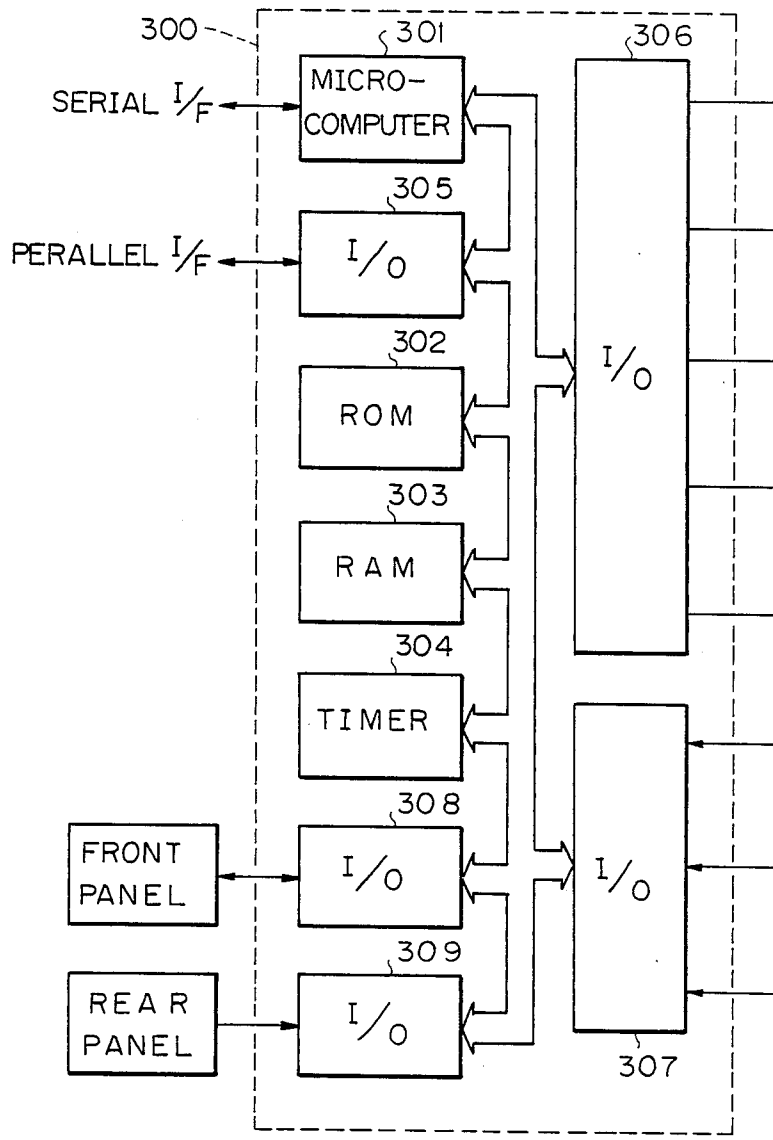 300
301
306
SERIAL I/F
MICRO-
COMPUTER
305
PERALLEL I/F
I/O
302
I/O
ROM
303
RAM
304
TIMER
308
FRONT
PANEL
I/O
I/O
309
REAR
PANEL
I/O
307